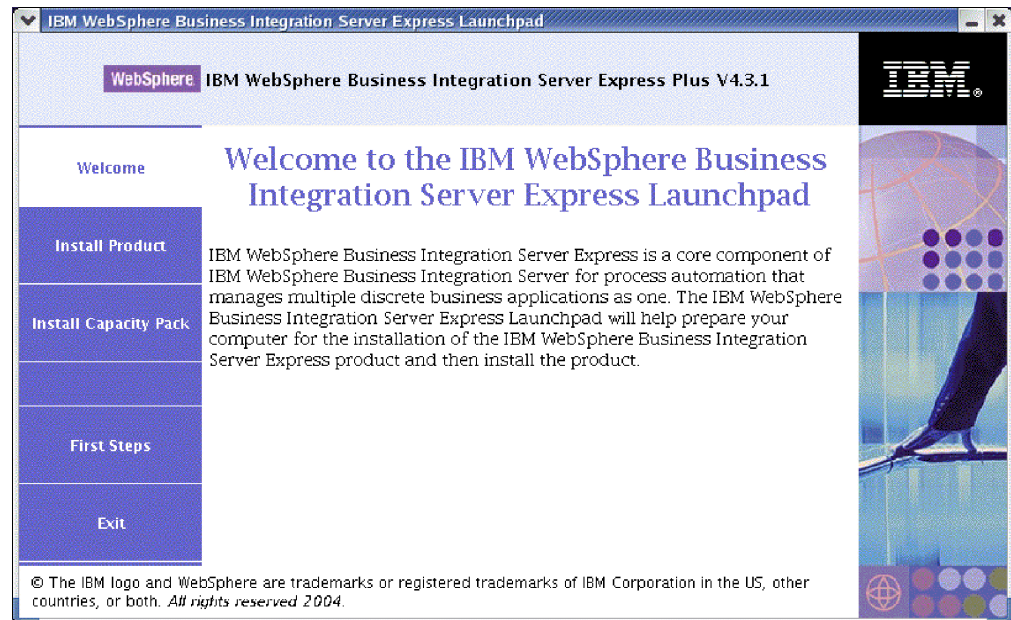 IBM WebSphere Business Integration Server Express Launchpad
WebSphere. IBM WebSphere Business Integration Server Express Plus V4.3.1
IBM®
Welcome
Install Product
Install Capacity Pack
First Steps
Exit
Welcome to the IBM WebSphere Business
Integration Server Express Launchpad
IBM WebSphere Business Integration Server Express is a core component of
IBM WebSphere Business Integration Server for process automation that
manages multiple discrete business applications as one. The IBM WebSphere
Business Integration Server Express Launchpad will help prepare your
computer for the installation of the IBM WebSphere Business Integration
Server Express product and then install the product.
© The IBM logo and WebSphere are trademarks or registered trademarks of IBM Corporation in the US, other
countries, or both. All rights reserved 2004.